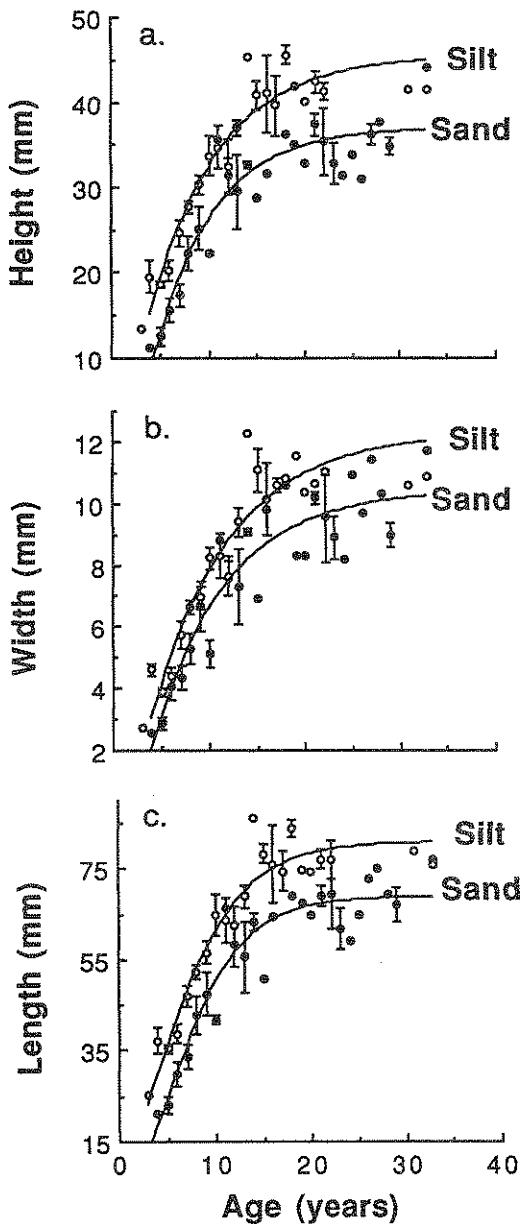 a.
50
40
30
20
10
Height (mm)
Silt
Sand
b.
12
10
8
6
4
2
Width (mm)
Silt
Sand
c.
75
55
35
15
Length (mm)
Silt
Sand
0 10 20 30 40
Age (years)